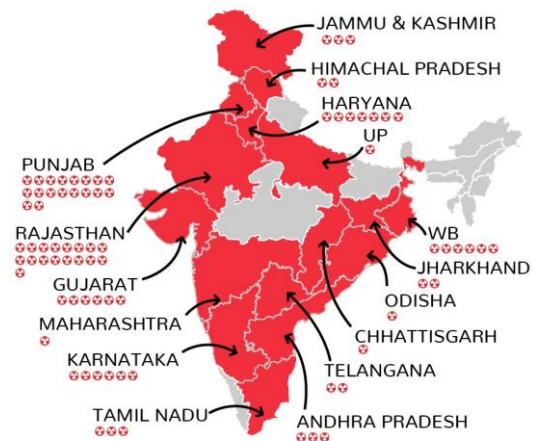 JAMMU & KASHMIR
HIMACHAL PRADESH
HARYANA
UP
PUNJAB
RAJASTHAN
WB
GUJARAT
JHARKHAND
ODISHA
MAHARASHTRA
CHHATTISGARH
KARNATAKA
TELANGANA
TAMIL NADU
ANDHRA PRADESH